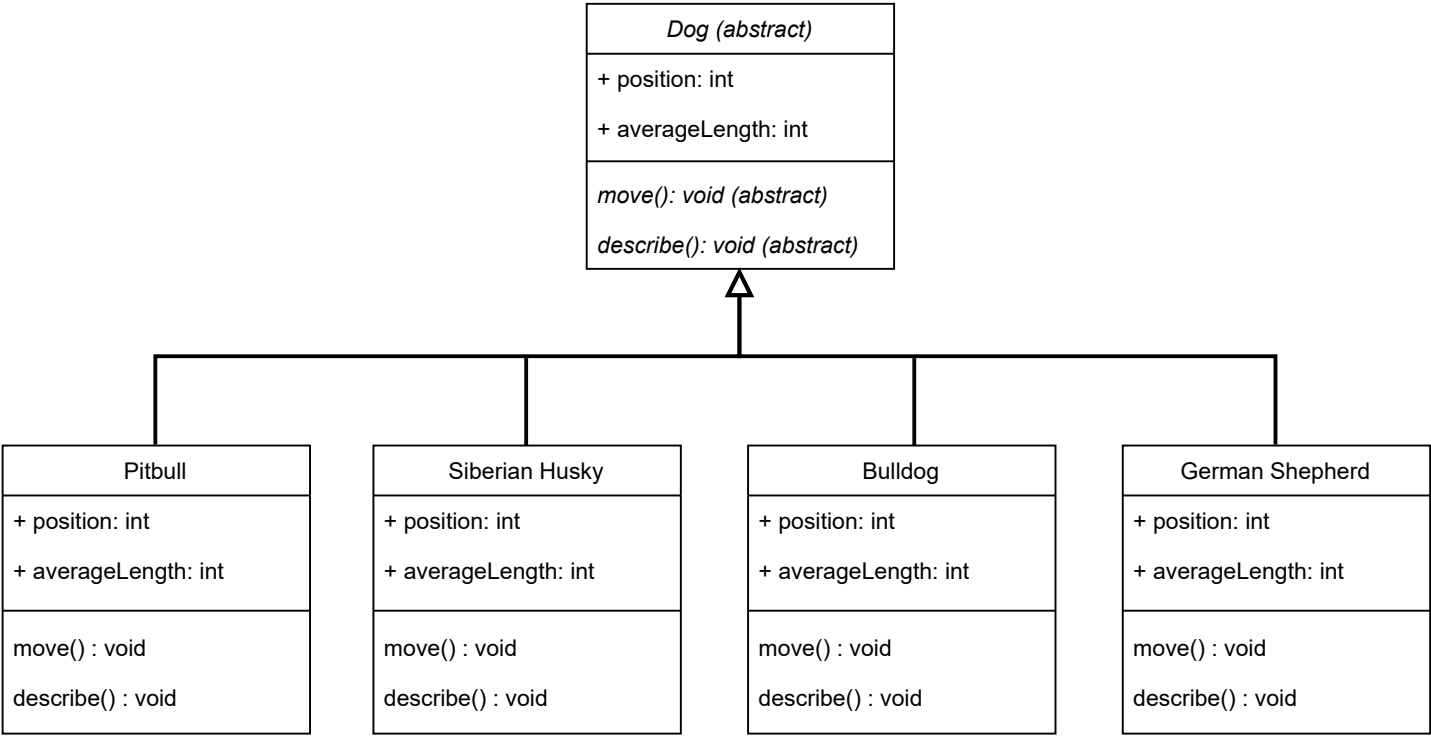 Dog (abstract)
+ position: int
+ averageLength: int
move(): void (abstract)
describe(): void (abstract)
Pitbull
+ position: int
+ averageLength: int
move() : void
describe() : void
Siberian Husky
+ position: int
+ averageLength: int
move() : void
describe() : void
Bulldog
+ position: int
+ averageLength: int
move() : void
describe() : void
German Shepherd
+ position: int
+ averageLength: int
move() : void
describe() : void